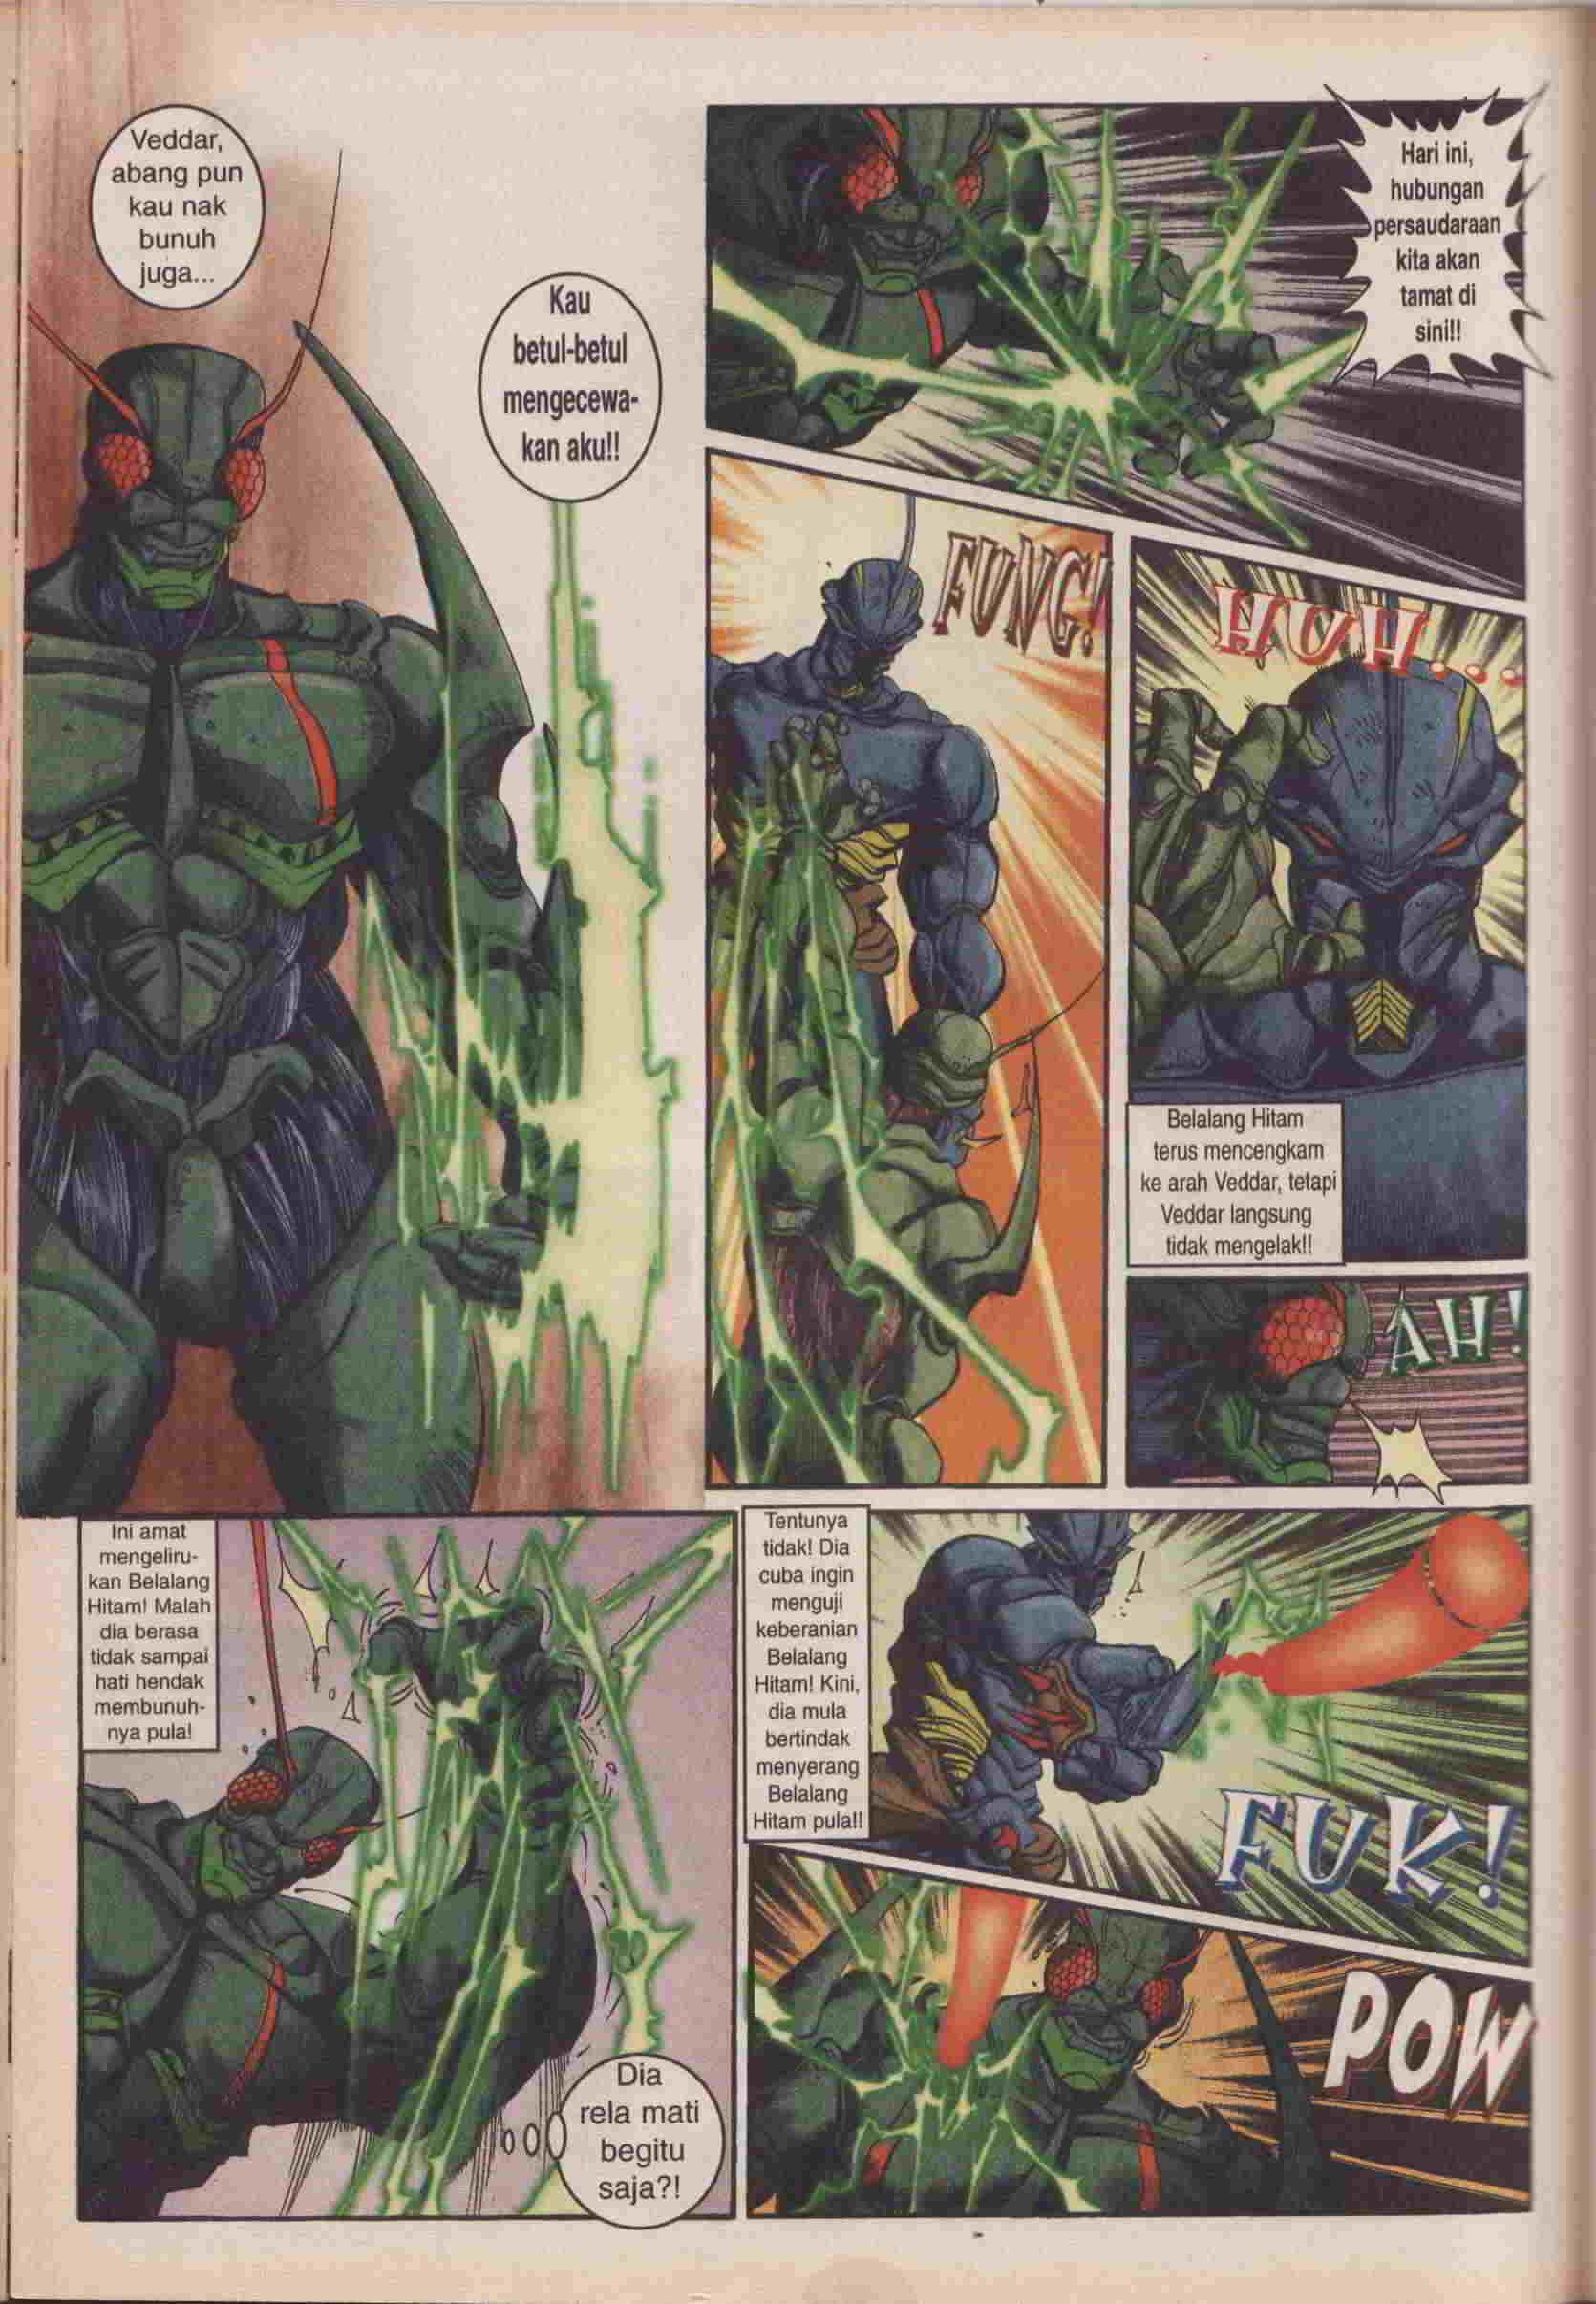 Veddar,
abang pun
kau nak
bunuh
juga...
Kau
betul-betul
mengecewa-
kan aku!!
Hari ini,
hubungan
persaudaraan
kita akan
tamat di
sini!!
FUNG!
HUH...
Belalang Hitam
terus mencengkam
ke arah Veddar, tetapi
Veddar langsung
tidak mengelak!!
AH!
Ini amat
mengeliru-
kan Belalang
Hitam! Malah
dia berasa
tidak sampai
hati hendak
membunuh-
nya pula!
Dia
rela mati
begitu
saja?!
Tentunya
tidak! Dia
cuba ingin
menguji
keberanian
Belalang
Hitam! Kini,
dia mula
bertindak
menyerang
Belalang
Hitam pula!!
FUK!
POW